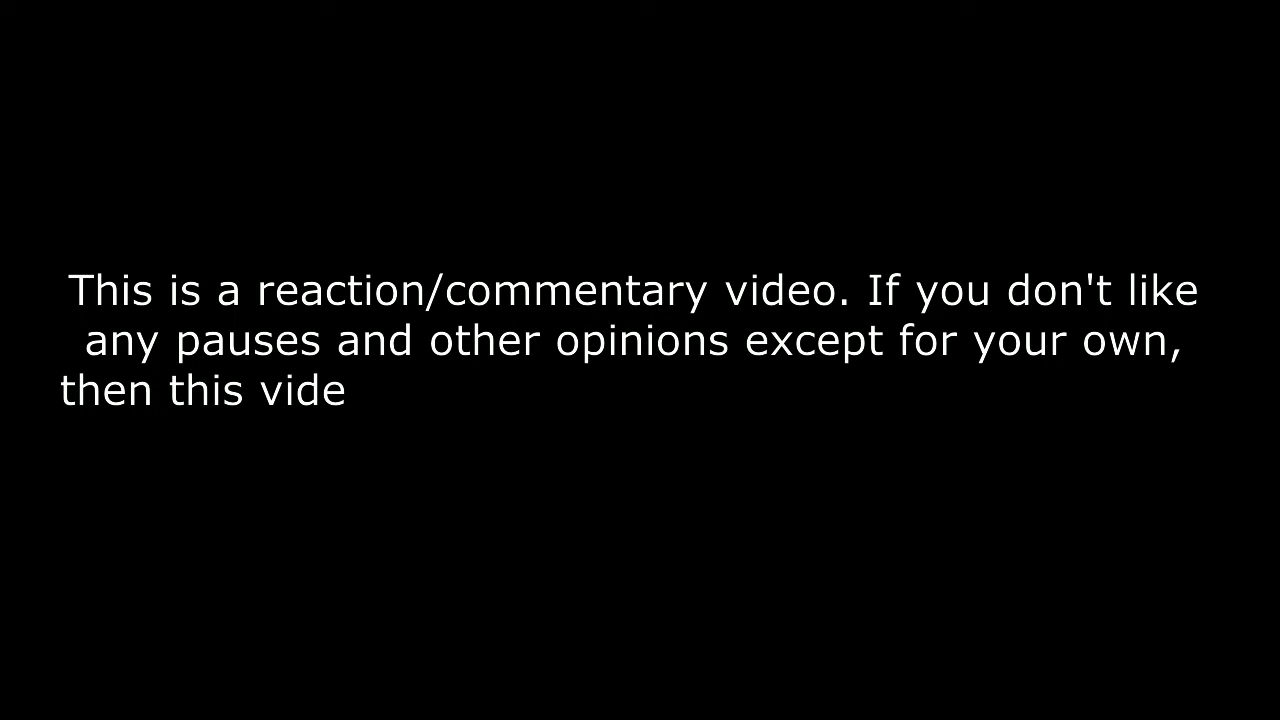 This is a reaction/commentary video. If you don't like
any pauses and other opinions except for your own,
then this vide